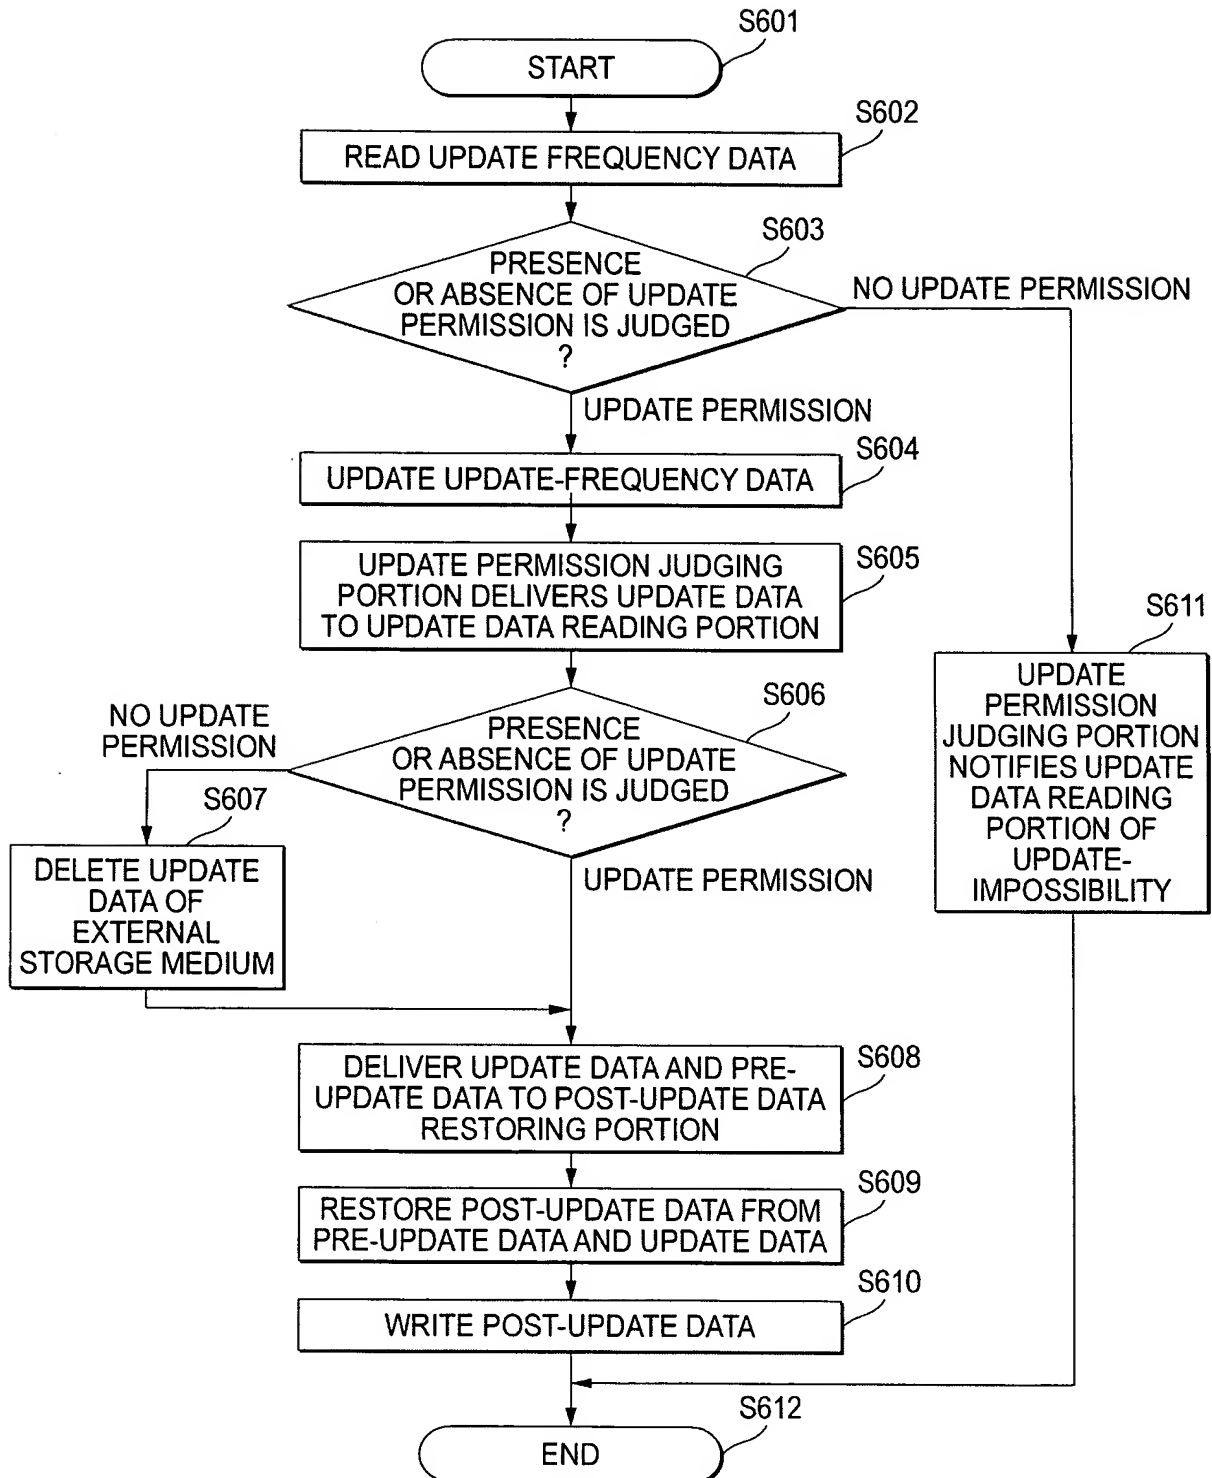 S601
START
S602
READ UPDATE FREQUENCY DATA
S603
PRESENCE
OR ABSENCE OF UPDATE
PERMISSION IS JUDGED
?
NO UPDATE PERMISSION
UPDATE PERMISSION
S604
UPDATE UPDATE-FREQUENCY DATA
S605
UPDATE PERMISSION JUDGING
PORTION DELIVERS UPDATE DATA
TO UPDATE DATA READING PORTION
S611
UPDATE
PERMISSION
JUDGING PORTION
NOTIFIES UPDATE
DATA READING
PORTION OF
UPDATE-
IMPOSSIBILITY
S606
PRESENCE
OR ABSENCE OF UPDATE
PERMISSION IS JUDGED
?
NO UPDATE
PERMISSION
UPDATE PERMISSION
S607
DELETE UPDATE
DATA OF
EXTERNAL
STORAGE MEDIUM
S608
DELIVER UPDATE DATA AND PRE-
UPDATE DATA TO POST-UPDATE DATA
RESTORING PORTION
S609
RESTORE POST-UPDATE DATA FROM
PRE-UPDATE DATA AND UPDATE DATA
S610
WRITE POST-UPDATE DATA
S612
END